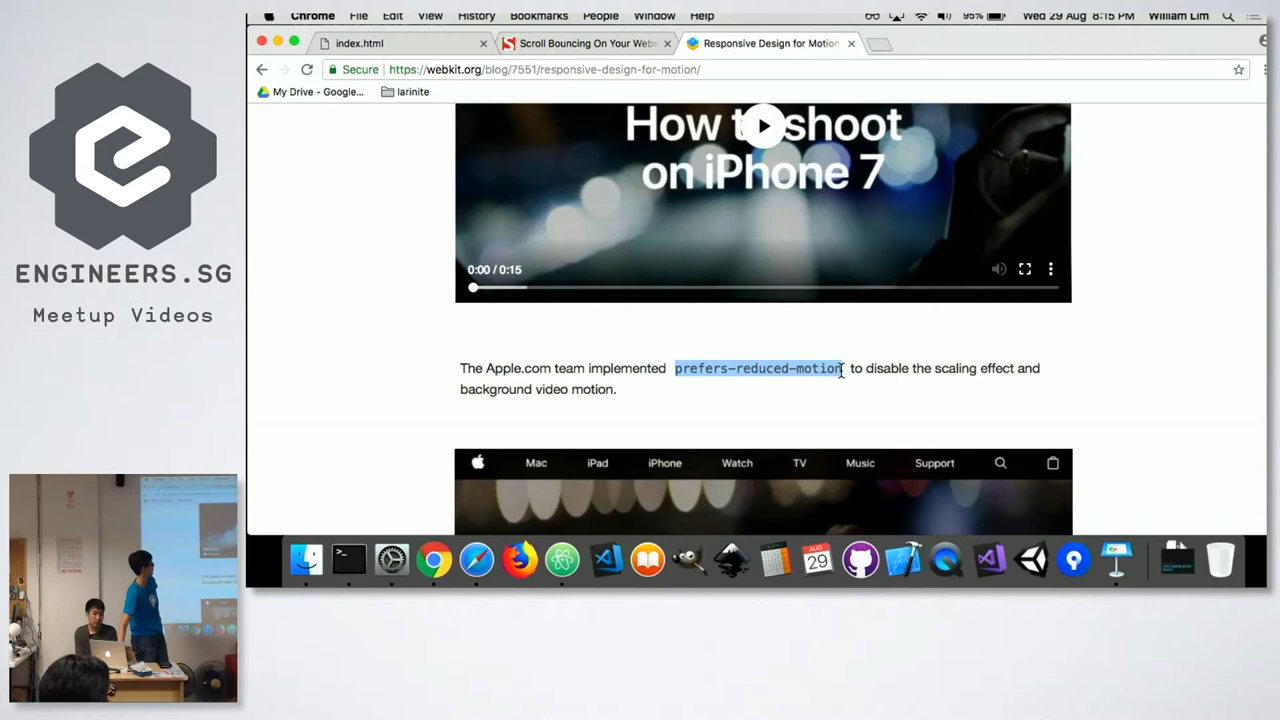 Chrome File Edit View History Bookmarks People Window Help 95% Wed 29 Aug 8:15 PM William Lim
index.html
Scroll Bouncing On Your Webs
Responsive Design for Motion
Secure https://webkit.org/blog/7551/responsive-design-for-motion/
My Drive - Google...
larinite
How to shoot
on iPhone 7
0:00 / 0:15
The Apple.com team implemented prefers-reduced-motion to disable the scaling effect and
background video motion.
Mac iPad iPhone Watch TV Music Support
AUG
29
ENGINEERS.SG
Meetup Videos